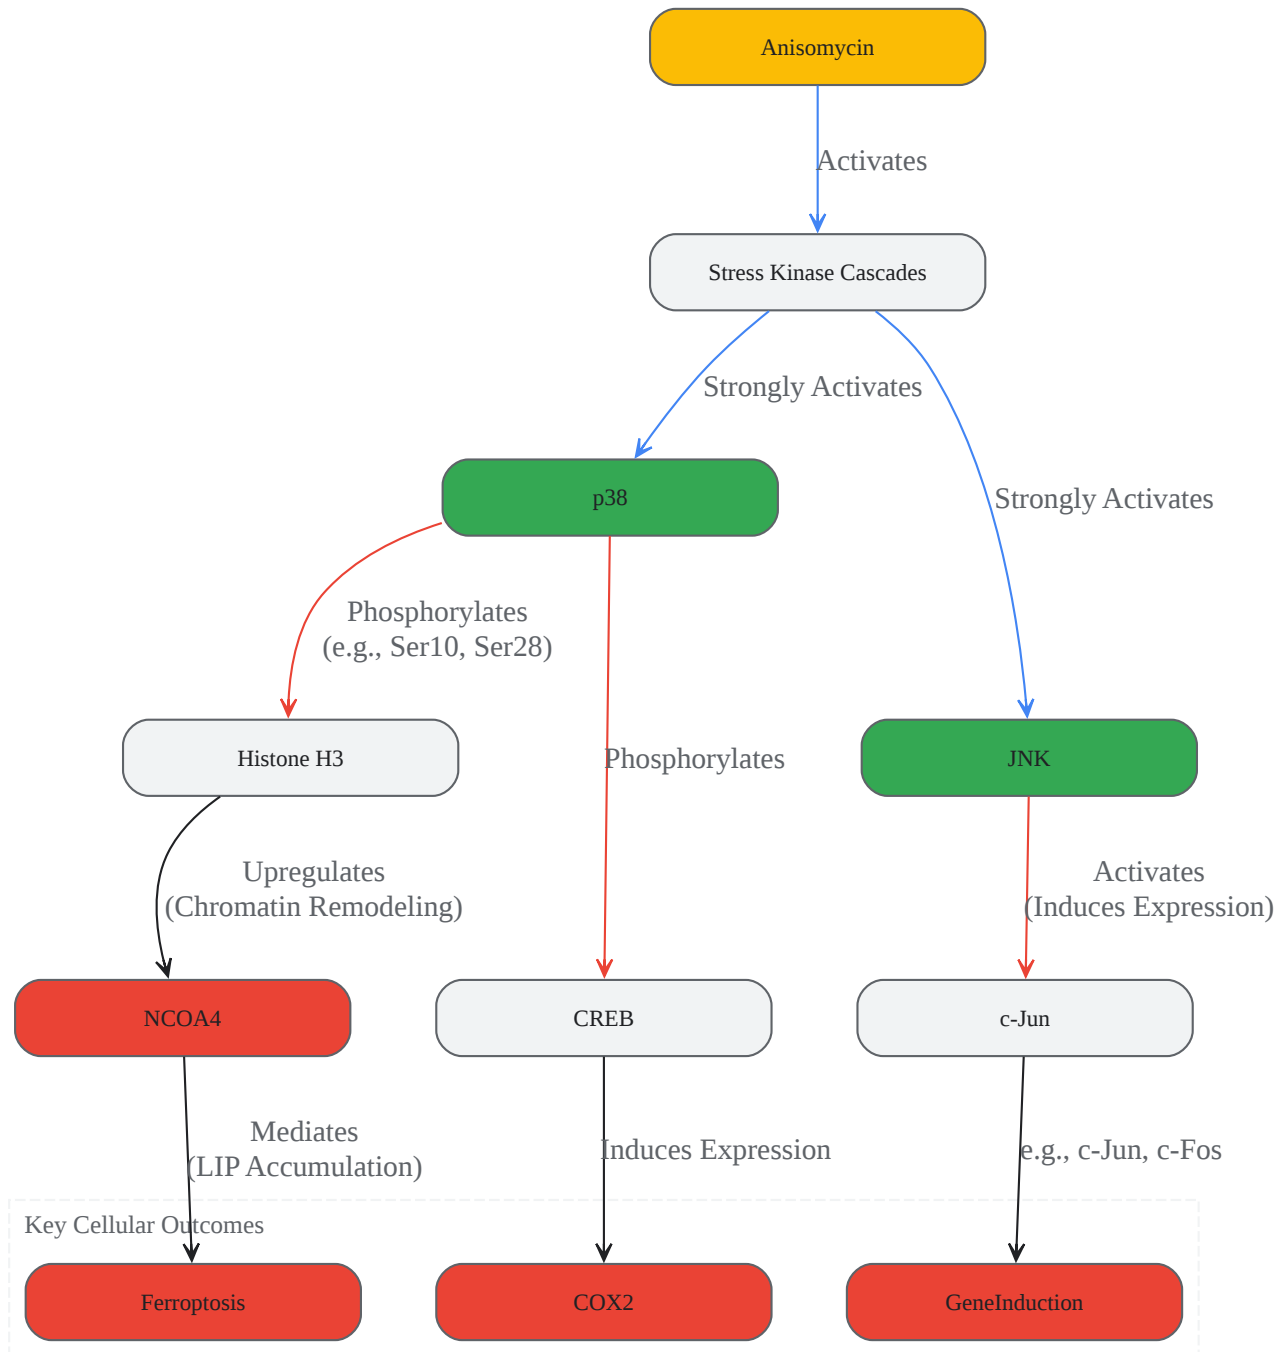 Anisomycin
Activates
Stress Kinase Cascades
Strongly Activates
p38
Strongly Activates
Phosphorylates
(e.g., Ser10, Ser28)
Histone H3
Phosphorylates
JNK
Upregulates
(Chromatin Remodeling)
Activates
(Induces Expression)
NCOA4
CREB
c-Jun
Mediates
(LIP Accumulation)
Induces Expression
e.g., c-Jun, c-Fos
Key Cellular Outcomes
Ferroptosis
COX2
GeneInduction